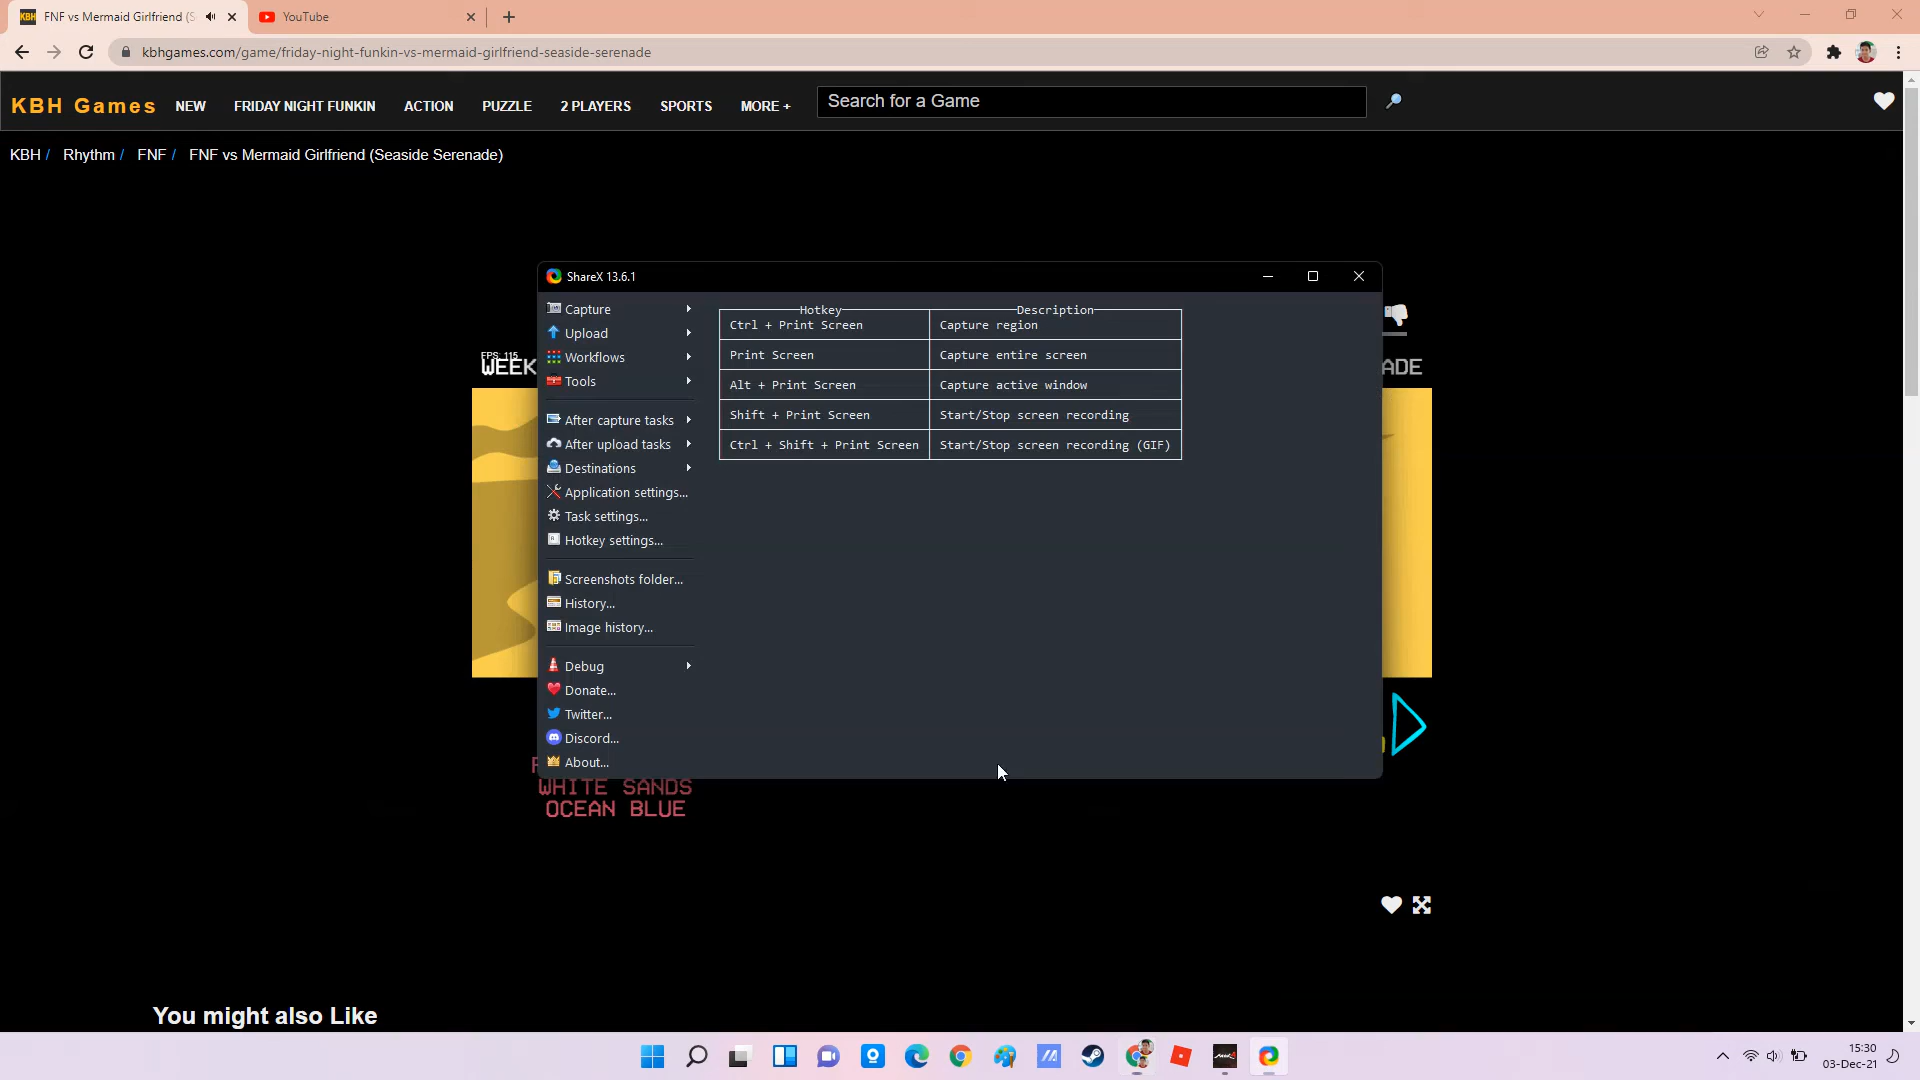 FNF vs Mermaid Girlfriend (S
YouTube
kbhgames.com/game/friday-night-funkin-vs-mermaid-girlfriend-seaside-serenade
KBH Games
NEW
FRIDAY NIGHT FUNKIN
ACTION
PUZZLE
2 PLAYERS
SPORTS
MORE +
Search for a Game
KBH / Rhythm / FNF / FNF vs Mermaid Girlfriend (Seaside Serenade)
ShareX 13.6.1
Capture
Upload
Workflows
Tools
After capture tasks
After upload tasks
Destinations
Application settings...
Task settings...
Hotkey settings...
Screenshots folder...
History...
Image history...
Debug
Donate...
Twitter...
Discord...
About...
Hotkey Description
Ctrl + Print Screen Capture region
Print Screen Capture entire screen
Alt + Print Screen Capture active window
Shift + Print Screen Start/Stop screen recording
Ctrl + Shift + Print Screen Start/Stop screen recording (GIF)
FPS: 115
WEEK
ADE
WHITE SANDS
OCEAN BLUE
You might also Like
15:30
03-Dec-21